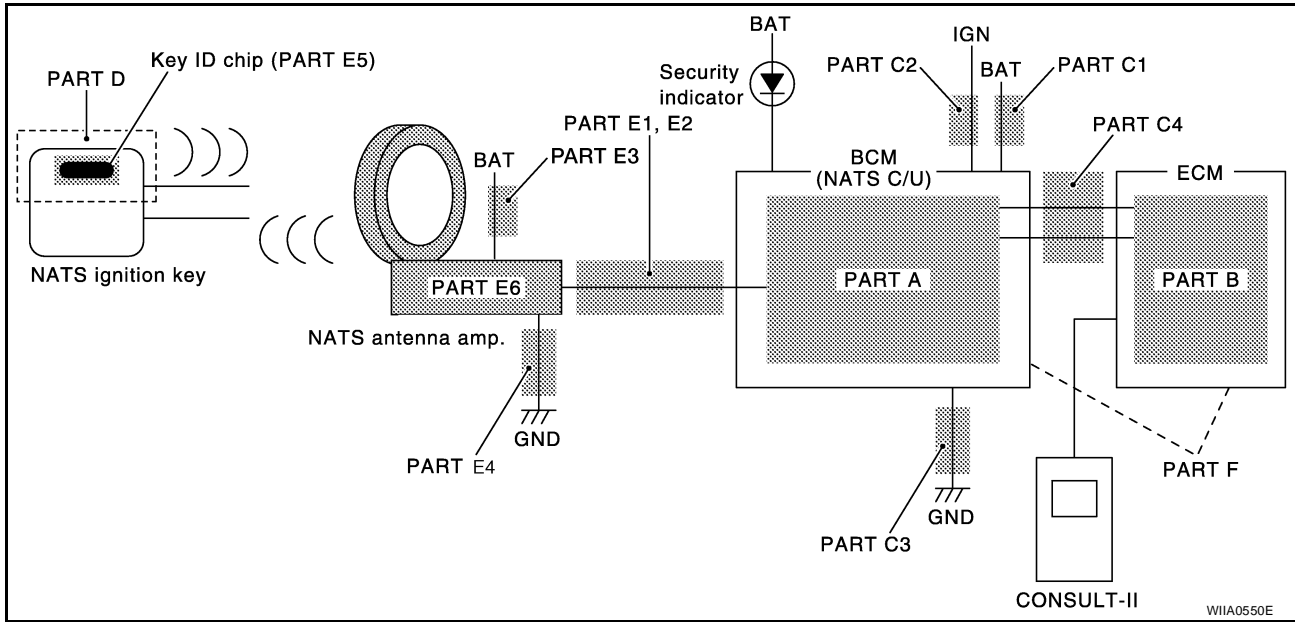 BAT
IGN
Key ID chip (PART E5)
PART C2
BAT
PART C1
PART D
Security
indicator
PART E1, E2
PART C4
BAT
PART E3
BCM
(NATS C/U)
ECM
PART E6
PART A
PART B
NATS ignition key
NATS antenna amp.
GND
PART E4
PART F
GND
PART C3
CONSULT-II
WIIA0550E